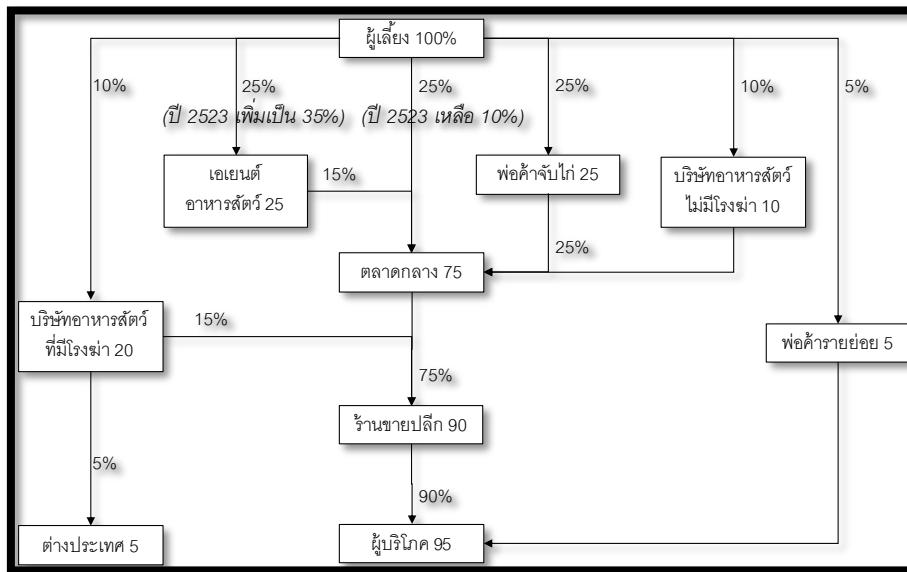 ผู้เลี้ยง 100%
10%
25%
25%
25%
10%
5%
(ปี 2523 เพิ่มเป็น 35%)
(ปี 2523 เหลือ 10%)
เอเยนต์
อาหารสัตว์ 25
15%
พ่อค้าจับไก่ 25
บริษัทอาหารสัตว์
ไม่มีโรงฆ่า 10
25%
ตลาดกลาง 75
บริษัทอาหารสัตว์
ที่มีโรงฆ่า 20
15%
พ่อค้ารายย่อย 5
75%
ร้านขายปลีก 90
5%
90%
ต่างประเทศ 5
ผู้บริโภค 95